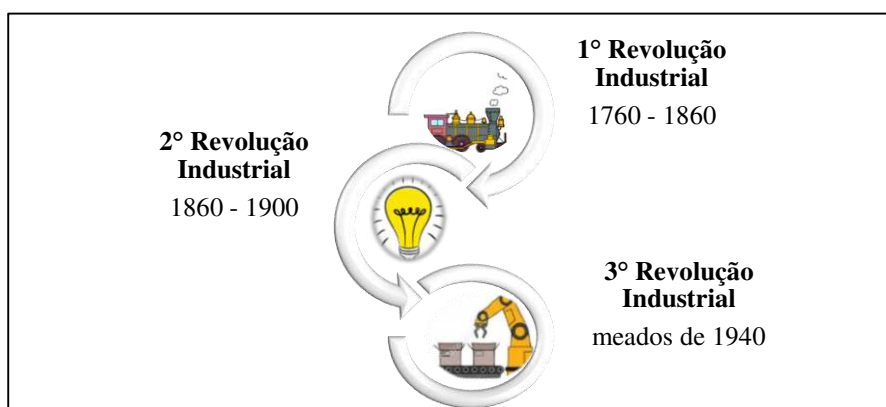 1° Revolução
Industrial
1760 - 1860
2° Revolução
Industrial
1860 - 1900
3° Revolução
Industrial
meados de 1940